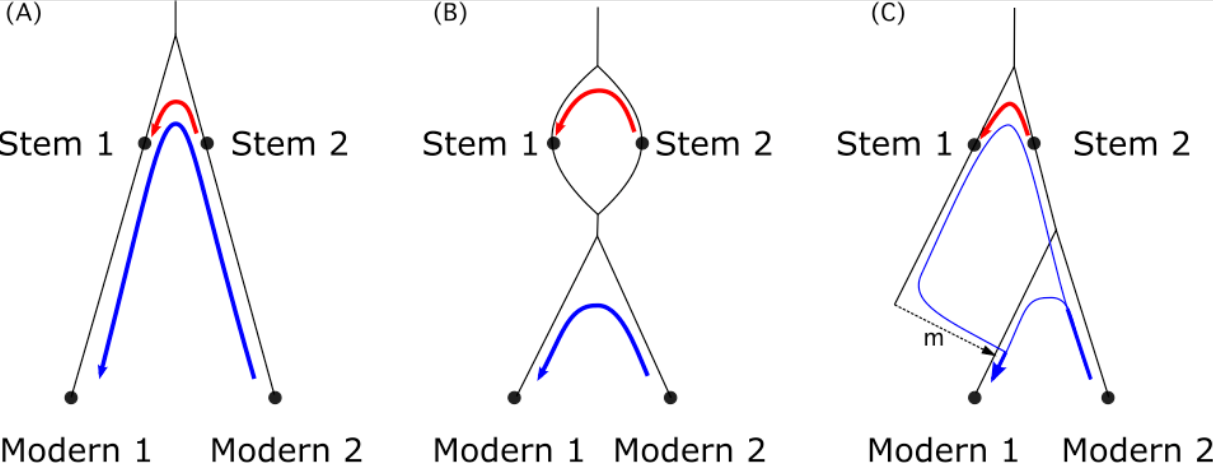 (A) (B) (C)
Stem 1 Stem 2 Stem 1 Stem 2 Stem 1 Stem 2
m
Modern 1 Modern 2 Modern 1 Modern 2 Modern 1 Modern 2